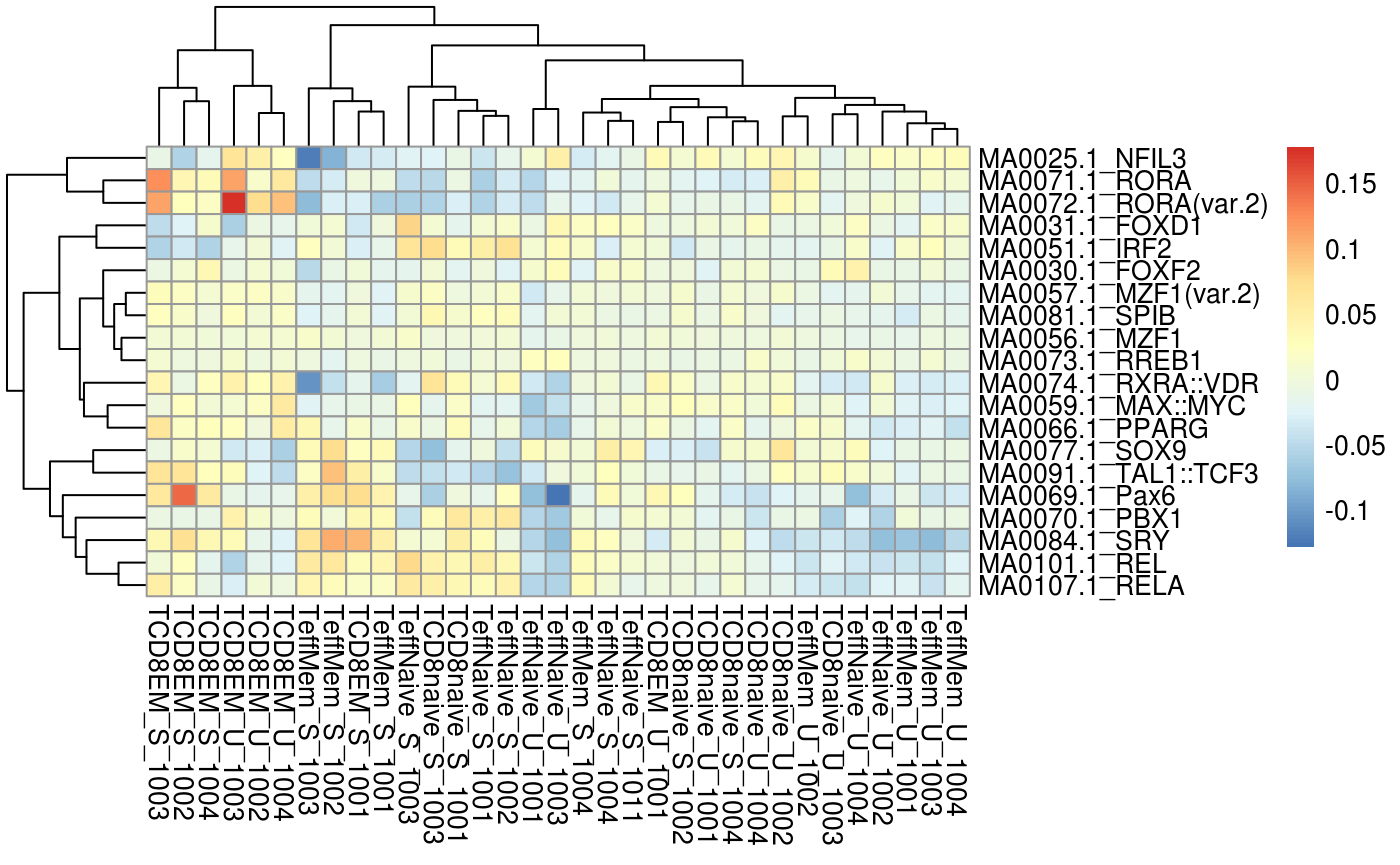 MA0025.1_NFIL3
MA0071.1_RORA
MA0072.1_RORA(var.2)
MA0031.1_FOXD1
MA0051.1_IRF2
MA0030.1_FOXF2
MA0057.1_MZF1(var.2)
MA0081.1_SPIB
MA0056.1_MZF1
MA0073.1_RREB1
MA0074.1_RXRA::VDR
MA0059.1_MAX::MYC
MA0066.1_PPARG
MA0077.1_SOX9
MA0091.1_TAL1::TCF3
MA0069.1_Pax6
MA0070.1_PBX1
MA0084.1_SRY
MA0101.1_REL
MA0107.1_RELA
0.15
0.1
0.05
0
-0.05
-0.1
TCD8EM_S_1003
TCD8EM_S_1002
TCD8EM_S_1004
TCD8EM_U_1003
TCD8EM_U_1002
TCD8EM_U_1004
TeffMem_S_1003
TeffMem_S_1002
TCD8EM_S_1001
TeffMem_S_1001
TeffNaive_S_1003
TCD8naive_S_1003
TCD8naive_S_1001
TeffNaive_S_1001
TeffNaive_S_1002
TeffNaive_U_1001
TeffNaive_U_1003
TeffMem_S_1004
TeffNaive_S_1004
TeffNaive_S_1011
TCD8EM_U_1001
TCD8naive_S_1002
TCD8naive_U_1001
TCD8naive_S_1004
TCD8naive_U_1004
TCD8naive_U_1002
TeffMem_U_1002
TCD8naive_U_1003
TeffNaive_U_1004
TeffNaive_U_1002
TeffMem_U_1001
TeffMem_U_1003
TeffMem_U_1004